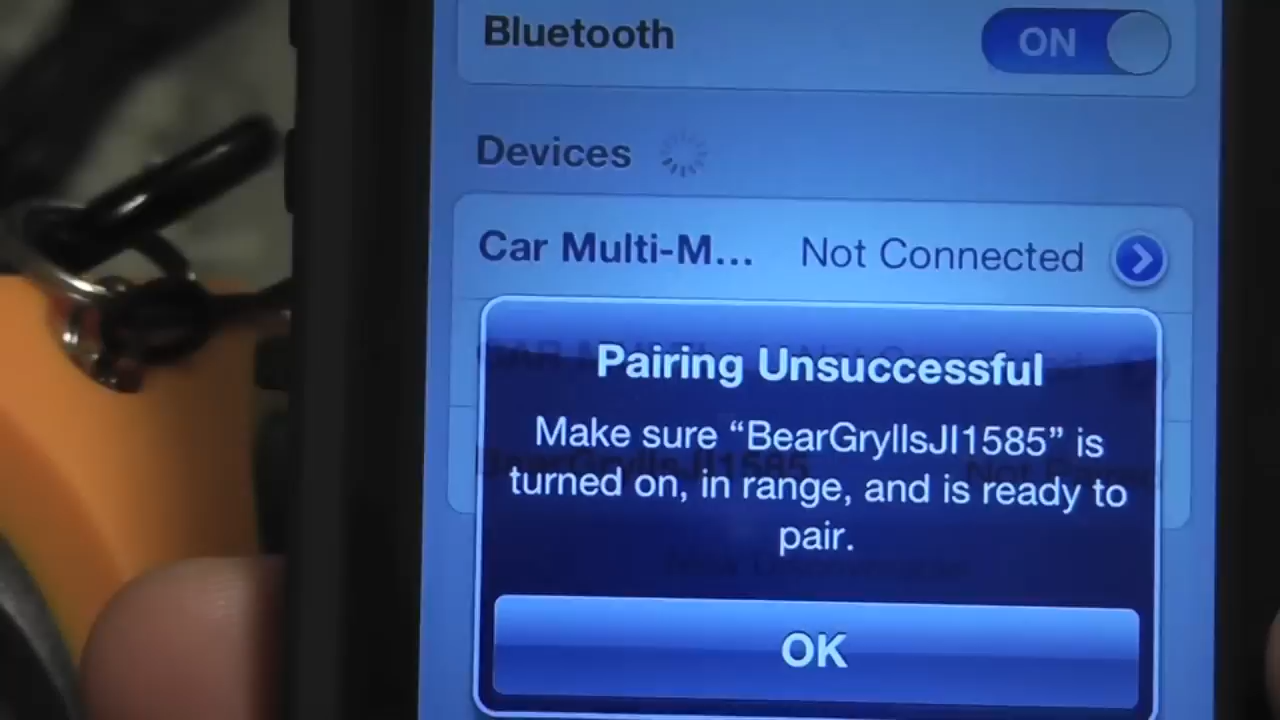 Bluetooth ON
Devices
Car Multi-M... Not Connected
Pairing Unsuccessful
Make sure “BearGryllsJI1585” is
turned on, in range, and is ready to
pair.
OK